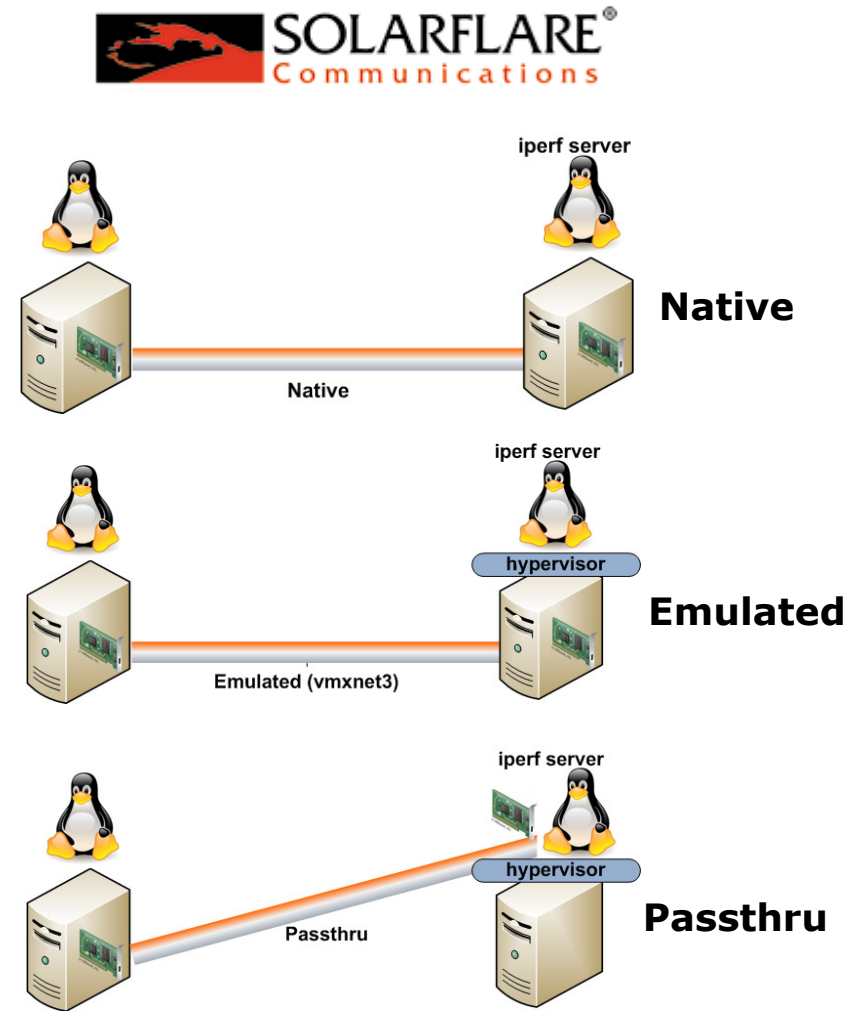 SOLARFLARE®
Communications
iperf server
Native
Native
iperf server
hypervisor
Emulated
Emulated (vmxnet3)
iperf server
hypervisor
Passthru
Passthru